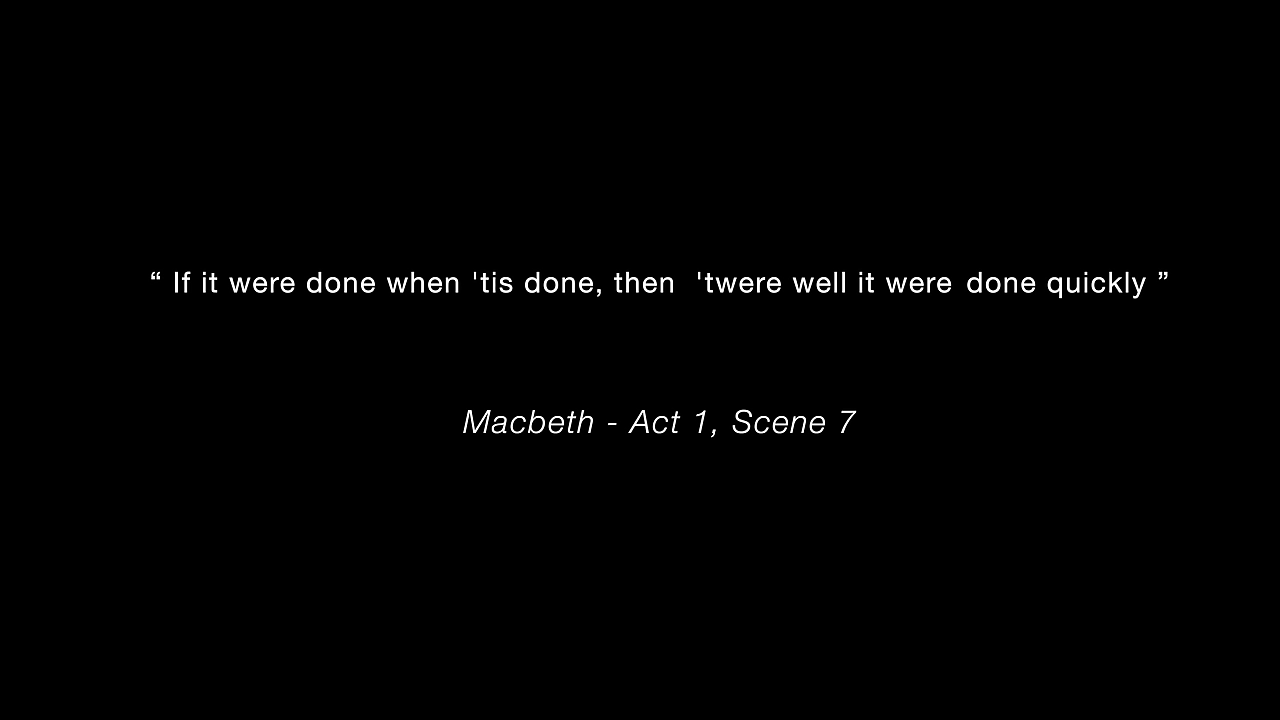 “ If it were done when 'tis done, then  'twere well it were done quickly ”
Macbeth - Act 1, Scene 7